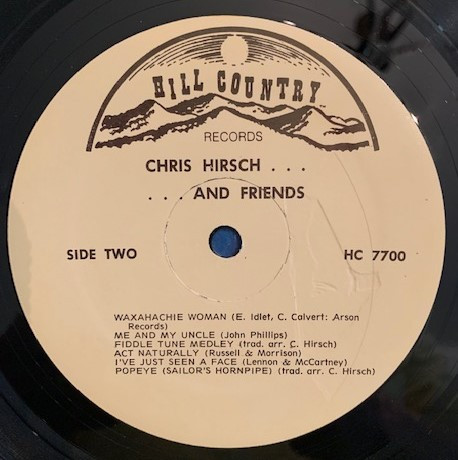 HILL COUNTRY
RECORDS
CHRIS HIRSCH . . .
. . . AND FRIENDS
SIDE TWO
HC 7700
WAXAHACHIE WOMAN (E. Idlet, C. Calvert: Arson
Records)
ME AND MY UNCLE (John Phillips)
FIDDLE TUNE MEDLEY (trad. arr. C. Hirsch)
ACT NATURALLY (Russell & Morrison)
I'VE JUST SEEN A FACE (Lennon & McCartney)
POPEYE (SAILOR'S HORNPIPE) (trad. arr. C. Hirsch)